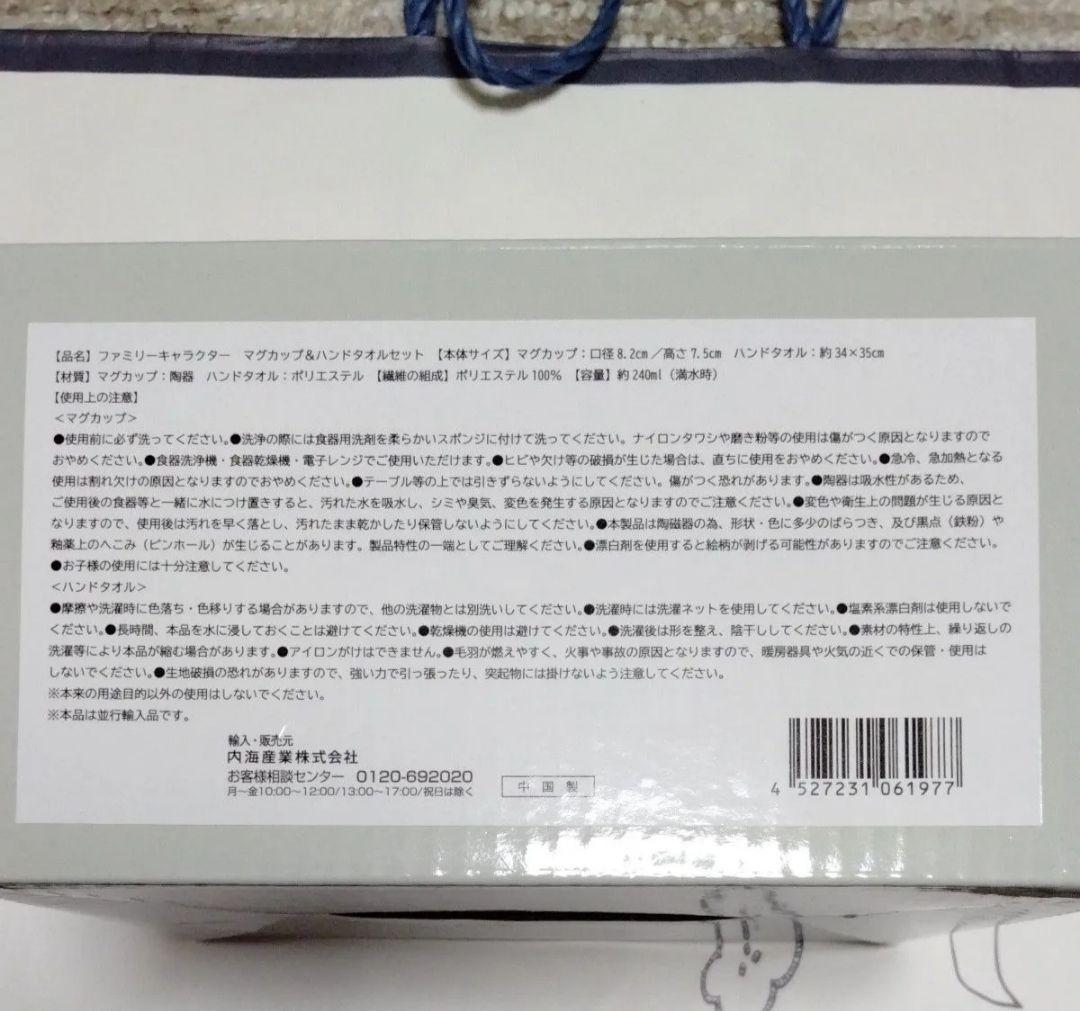 【品名】ファミリーキャラクター　マグカップ&ハンドタオルセット　【本体サイズ】マグカップ：口径8.2cm／高さ7.5cm　ハンドタオル：約34×35cm
【材質】マグカップ：陶器　ハンドタオル：ポリエステル　【繊維の組成】ポリエステル100%　【容量】約240ml（満水時）
【使用上の注意】
＜マグカップ＞
●使用前に必ず洗ってください。●洗浄の際には食器用洗剤を柔らかいスポンジに付けて洗ってください。ナイロンタワシや磨き粉等の使用は傷がつく原因となりますので
おやめください。●食器洗浄機・食器乾燥機・電子レンジでご使用いただけます。●ヒビや欠け等の破損が生じた場合は、直ちに使用をおやめください。●急冷、急加熱となる
使用は割れ欠けの原因となりますのでおやめください。●テーブル等の上では引きずらないようにしてください。傷がつく恐れがあります。●陶器は吸水性があるため、
ご使用後の食器等と一緒に水につけ置きすると、汚れた水を吸水し、シミや臭気、変色を発生する原因となりますのでご注意ください。●変色や衛生上の問題が生じる原因と
なりますので、使用後は汚れを早く落とし、汚れたまま乾かしたり保管しないようにしてください。●本製品は陶磁器の為、形状・色に多少のばらつき、及び黒点（鉄粉）や
釉薬上のへこみ（ピンホール）が生じることがあります。製品特性の一端としてご理解ください。●漂白剤を使用すると絵柄が剥げる可能性がありますのでご注意ください。
●お子様の使用には十分注意してください。
＜ハンドタオル＞
●摩擦や洗濯時に色落ち・色移りする場合がありますので、他の洗濯物とは別洗いしてください。●洗濯時には洗濯ネットを使用してください。●塩素系漂白剤は使用しないで
ください。●長時間、本品を水に浸しておくことは避けてください。●乾燥機の使用は避けてください。●洗濯後は形を整え、陰干ししてください。●素材の特性上、繰り返しの
洗濯等により本品が縮む場合があります。●アイロンがけはできません。●毛羽が燃えやすく、火事や事故の原因となりますので、暖房器具や火気の近くでの保管・使用は
しないでください。●生地破損の恐れがありますので、強い力で引っ張ったり、突起物には掛けないよう注意してください。
※本来の用途目的以外の使用はしないでください。
※本品は並行輸入品です。
輸入・販売元
内海産業株式会社
お客様相談センター　0120-692020
月～金10:00～12:00/13:00～17:00/祝日は除く
中国製
4 527231 061977